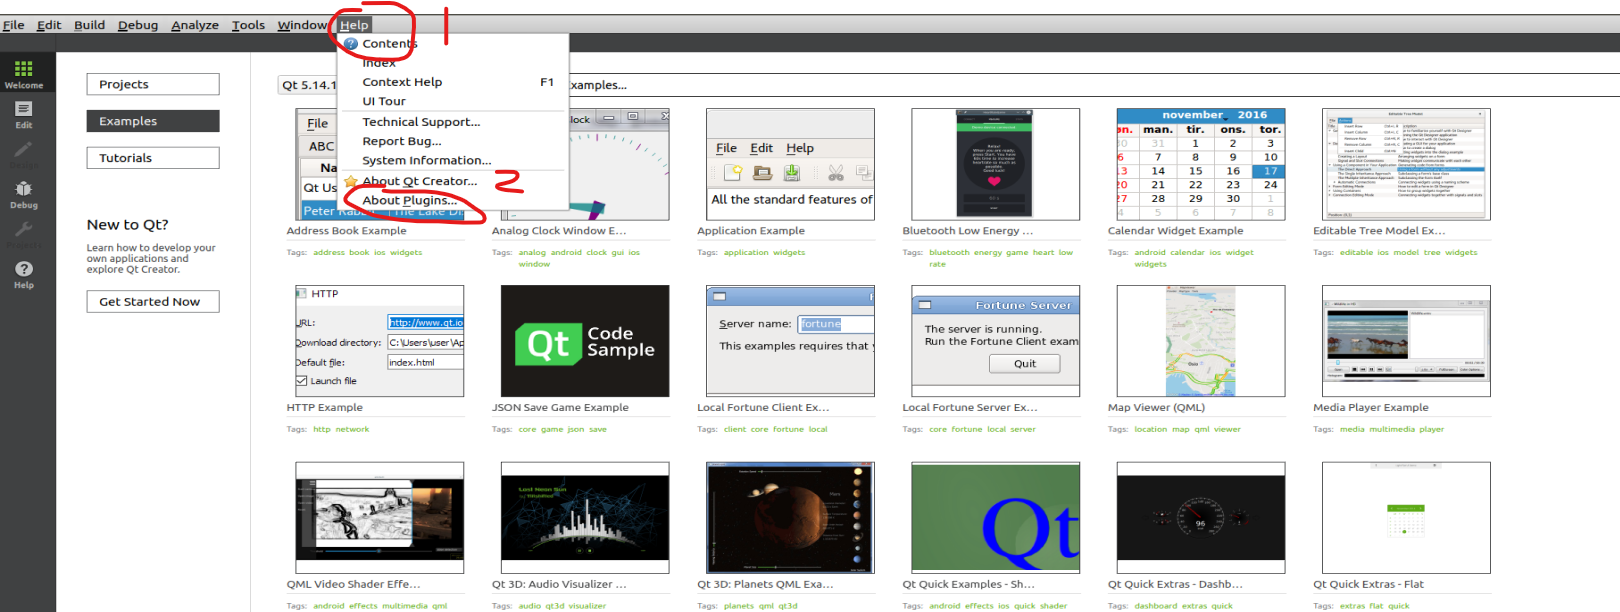 File Edit Build Debug Analyze Tools Window Help
1
Contents
Index
Context Help F1
UI Tour
Technical Support...
Report Bug...
System Information...
About Qt Creator... 2
About Plugins...
Welcome
Edit
Design
Debug
Projects
Help
Projects
Examples
Tutorials
New to Qt?
Learn how to develop your
own applications and
explore Qt Creator.
Get Started Now
Qt 5.14.1
xamples...
File
ABC
Na
Qt Us
Peter Rabbit The Lake Di
lock
File Edit Help
All the standard features of
november 2016
on. man. tir. ons. tor.
30 31 1 2 3
6 7 8 9 10
13 14 15 16 17
20 21 22 23 24
27 28 29 30 1
4 5 6 7 8
Address Book Example
Tags: address book ios widgets
Analog Clock Window E...
Tags: analog android clock gui ios
window
Application Example
Tags: application widgets
Bluetooth Low Energy ...
Tags: bluetooth energy game heart low
rate
Calendar Widget Example
Tags: android calendar ios widget
widgets
Editable Tree Model Ex...
Tags: editable ios model tree widgets
HTTP
URL: http://www.qt.io
Download directory: C:\Users\user\Ap
Default file: index.html
Launch file
Qt Code
Sample
Server name: fortune
This examples requires that y
Fortune Server
The server is running.
Run the Fortune Client exam
Quit
HTTP Example
Tags: http network
JSON Save Game Example
Tags: core game json save
Local Fortune Client Ex...
Tags: client core fortune local
Local Fortune Server Ex...
Tags: core fortune local server
Map Viewer (QML)
Tags: location map qml viewer
Media Player Example
Tags: media multimedia player
Qt
96
QML Video Shader Effe...
Tags: android effects multimedia qml
Qt 3D: Audio Visualizer ...
Tags: audio qt3d visualizer
Qt 3D: Planets QML Exa...
Tags: planets qml qt3d
Qt Quick Examples - Sh...
Tags: android effects ios quick shader
Qt Quick Extras - Dashb...
Tags: dashboard extras quick
Qt Quick Extras - Flat
Tags: extras flat quick